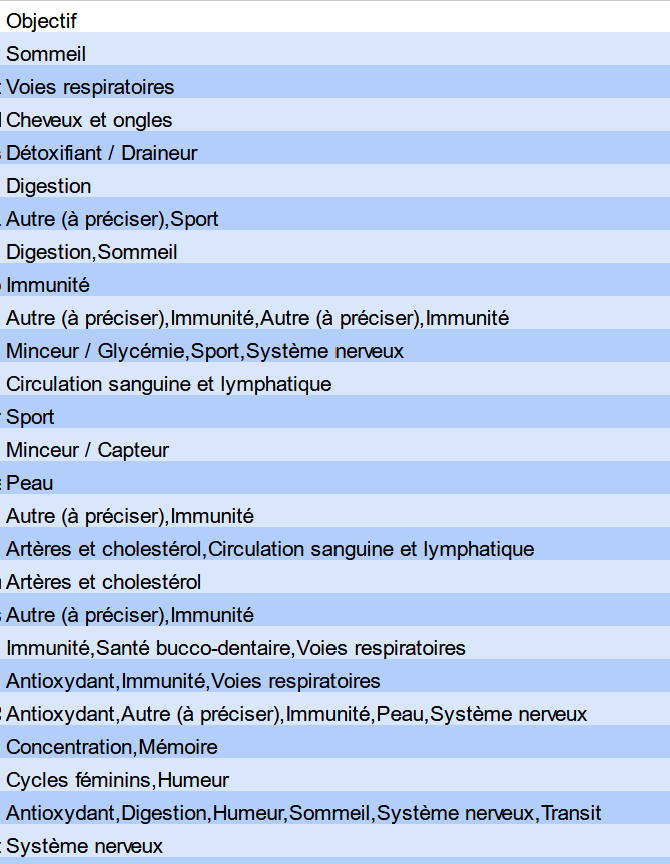 Objectif
Sommeil
Voies respiratoires
Cheveux et ongles
Détoxifiant / Draineur
Digestion
Autre (à préciser),Sport
Digestion,Sommeil
Immunité
Autre (à préciser),Immunité,Autre (à préciser),Immunité
Minceur / Glycémie,Sport,Système nerveux
Circulation sanguine et lymphatique
Sport
Minceur / Capteur
Peau
Autre (à préciser),Immunité
Artères et cholestérol,Circulation sanguine et lymphatique
Artères et cholestérol
Autre (à préciser),Immunité
Immunité,Santé bucco-dentaire,Voies respiratoires
Antioxydant,Immunité,Voies respiratoires
Antioxydant,Autre (à préciser),Immunité,Peau,Système nerveux
Concentration,Mémoire
Cycles féminins,Humeur
Antioxydant,Digestion,Humeur,Sommeil,Système nerveux,Transit
Système nerveux